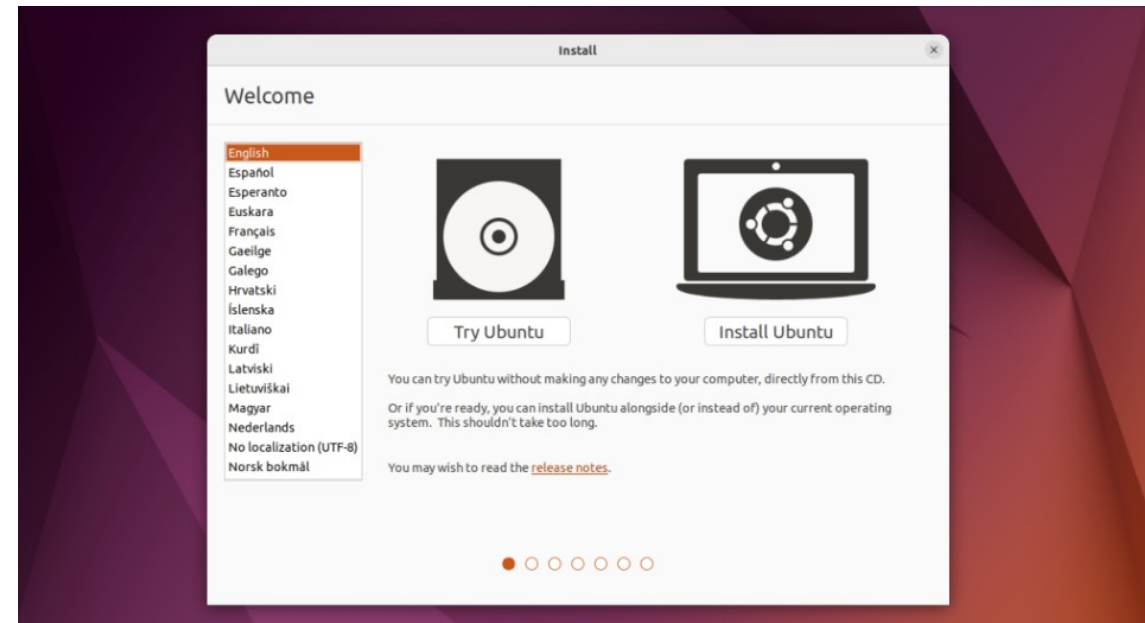 Install
Welcome
English
Español
Esperanto
Euskara
Français
Gaeilge
Galego
Hrvatski
Íslenska
Italiano
Kurdî
Latviski
Lietuviškai
Magyar
Nederlands
No localization (UTF-8)
Norsk bokmål
Try Ubuntu
Install Ubuntu
You can try Ubuntu without making any changes to your computer, directly from this CD.
Or if you're ready, you can install Ubuntu alongside (or instead of) your current operating
system. This shouldn't take too long.
You may wish to read the release notes.